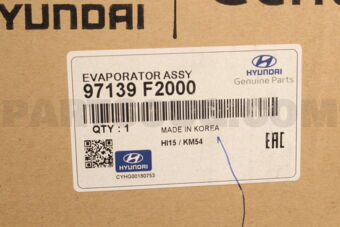 HYUNDAI
EVAPORATOR ASSY
97139 F2000
HYUNDAI
Genuine Parts
QTY : 1
MADE IN KOREA
HI15 / KM54
EAC
HYUNDAI
CYHG00180753